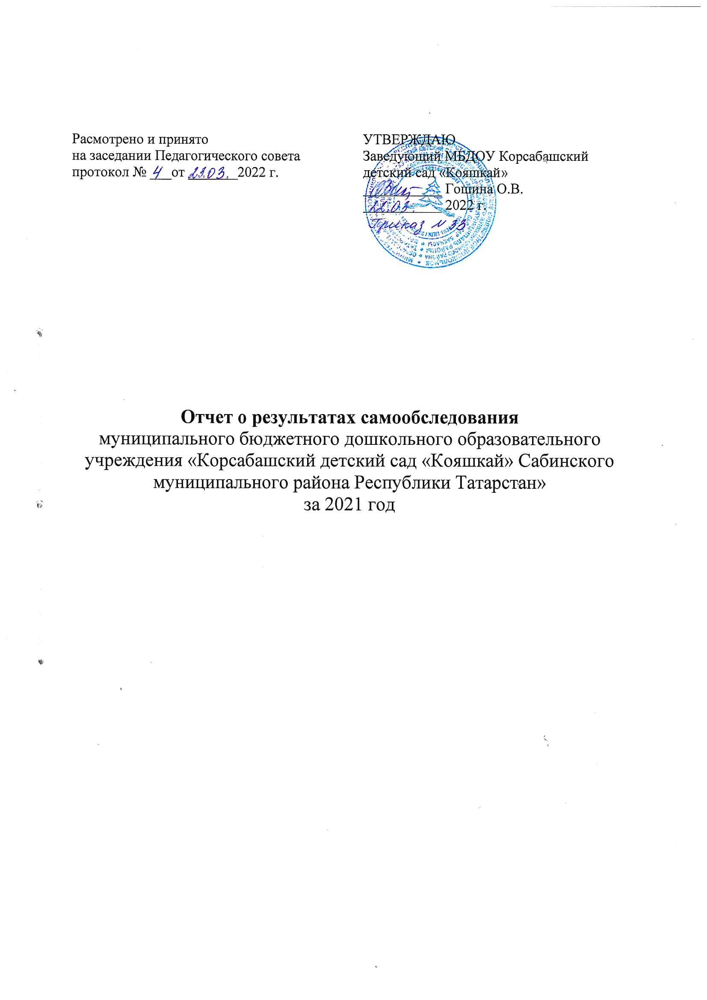 Расмотрено и принято
на заседании Педагогического совета
протокол № 4 от 23.03. 2022 г.
УТВЕРЖДАЮ
Заведующий МБДОУ Корсабашский
детский сад «Кояшкай»
Гошина О.В.
22.03. 2022 г.
Приказ № 33
Отчет о результатах самообследования
муниципального бюджетного дошкольного образовательного
учреждения «Корсабашский детский сад «Кояшкай» Сабинского
муниципального района Республики Татарстан»
за 2021 год